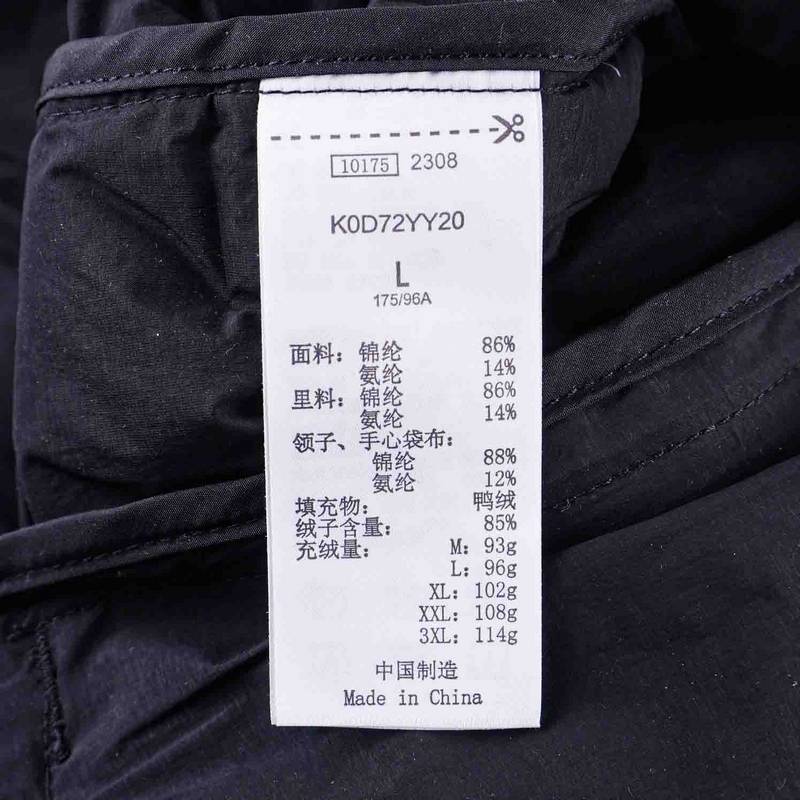 10175 2308
K0D72YY20
L
175/96A
面料：锦纶 86%
氨纶 14%
里料：锦纶 86%
氨纶 14%
领子、手心袋布：
锦纶 88%
氨纶 12%
填充物： 鸭绒
绒子含量： 85%
充绒量： M：93g
L：96g
XL：102g
XXL：108g
3XL：114g
中国制造
Made in China